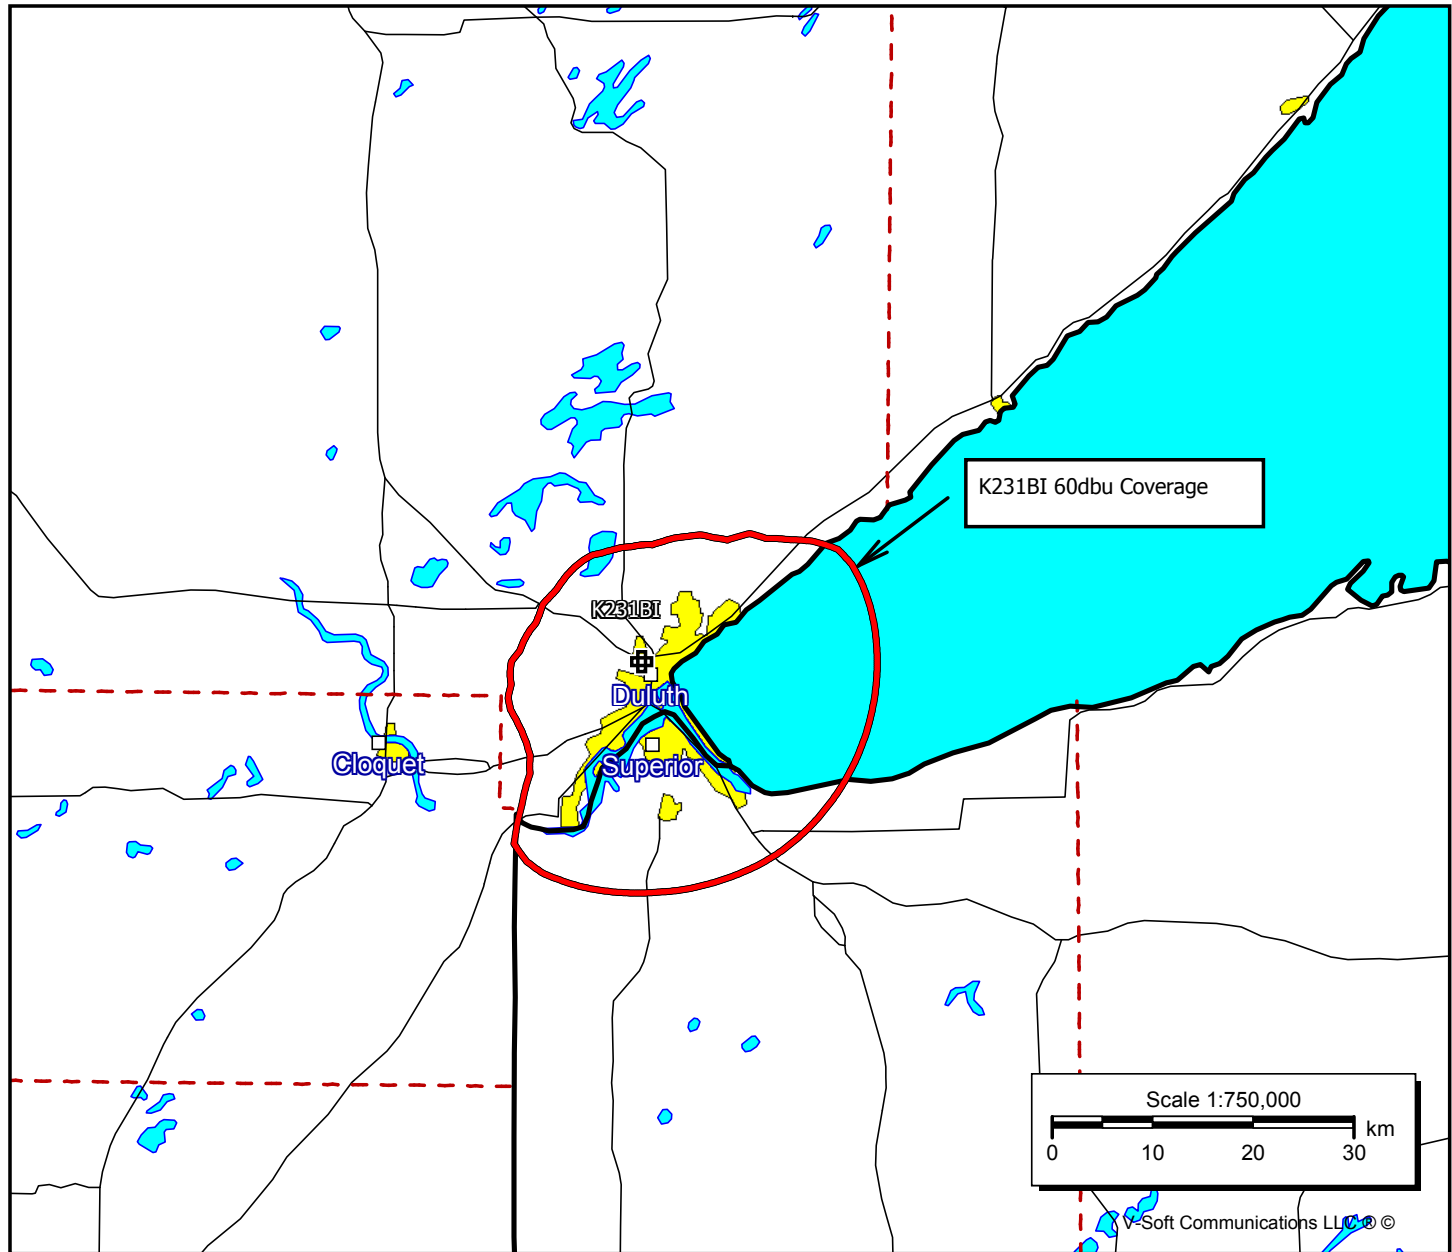 K231BI 60dbu Coverage
K231BI
Duluth
Cloquet
Superior
Scale 1:750,000
km
0 10 20 30
V-Soft Communications LLC ® ©